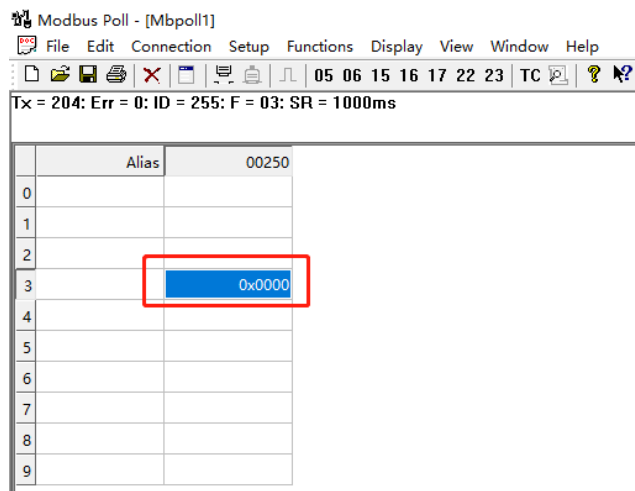 Modbus Poll - [Mbpoll1]
File Edit Connection Setup Functions Display View Window Help
05 06 15 16 17 22 23 TC
Tx = 204: Err = 0: ID = 255: F = 03: SR = 1000ms
Alias 00250
0
1
2
3 0x0000
4
5
6
7
8
9